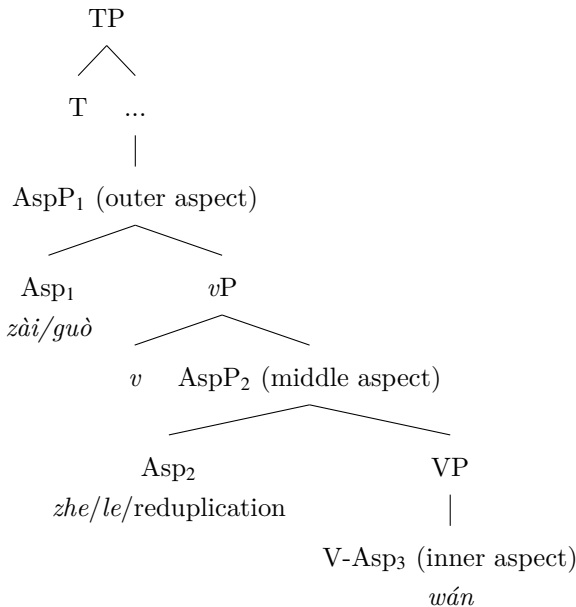 TP
T ...
AspP₁ (outer aspect)
Asp₁ vP
zài/guò
v AspP₂ (middle aspect)
Asp₂ VP
zhe/le/reduplication
V-Asp₃ (inner aspect)
wán